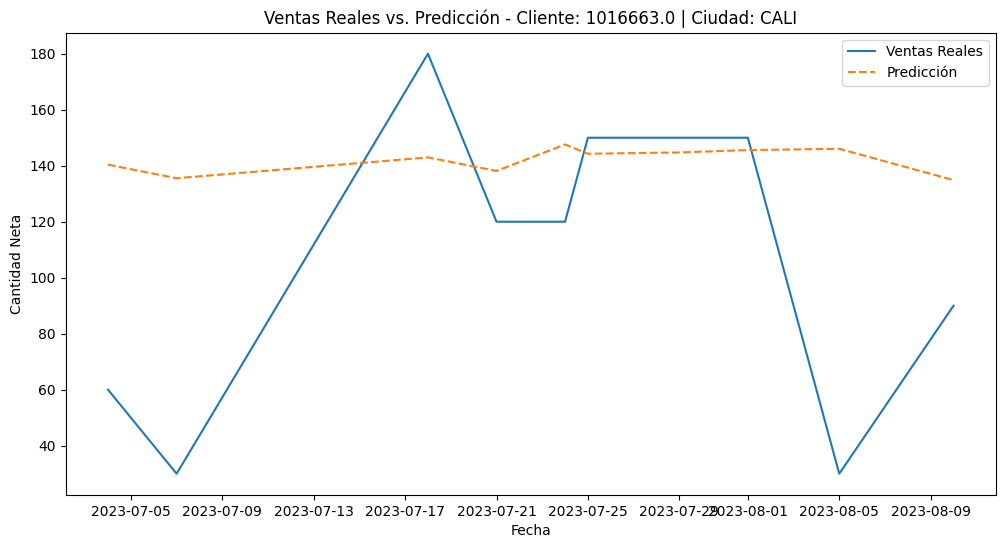 Ventas Reales vs. Predicción - Cliente: 1016663.0 | Ciudad: CALI
Ventas Reales
Predicción
Cantidad Neta
180
160
140
120
100
80
60
40
2023-07-05 2023-07-09 2023-07-13 2023-07-17 2023-07-21 2023-07-25 2023-07-29 2023-08-01 2023-08-05 2023-08-09
Fecha